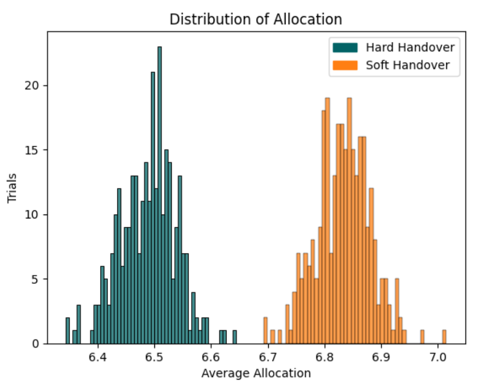 Distribution of Allocation
Hard Handover
Soft Handover
Trials
20
15
10
5
0
6.4 6.5 6.6 6.7 6.8 6.9 7.0
Average Allocation